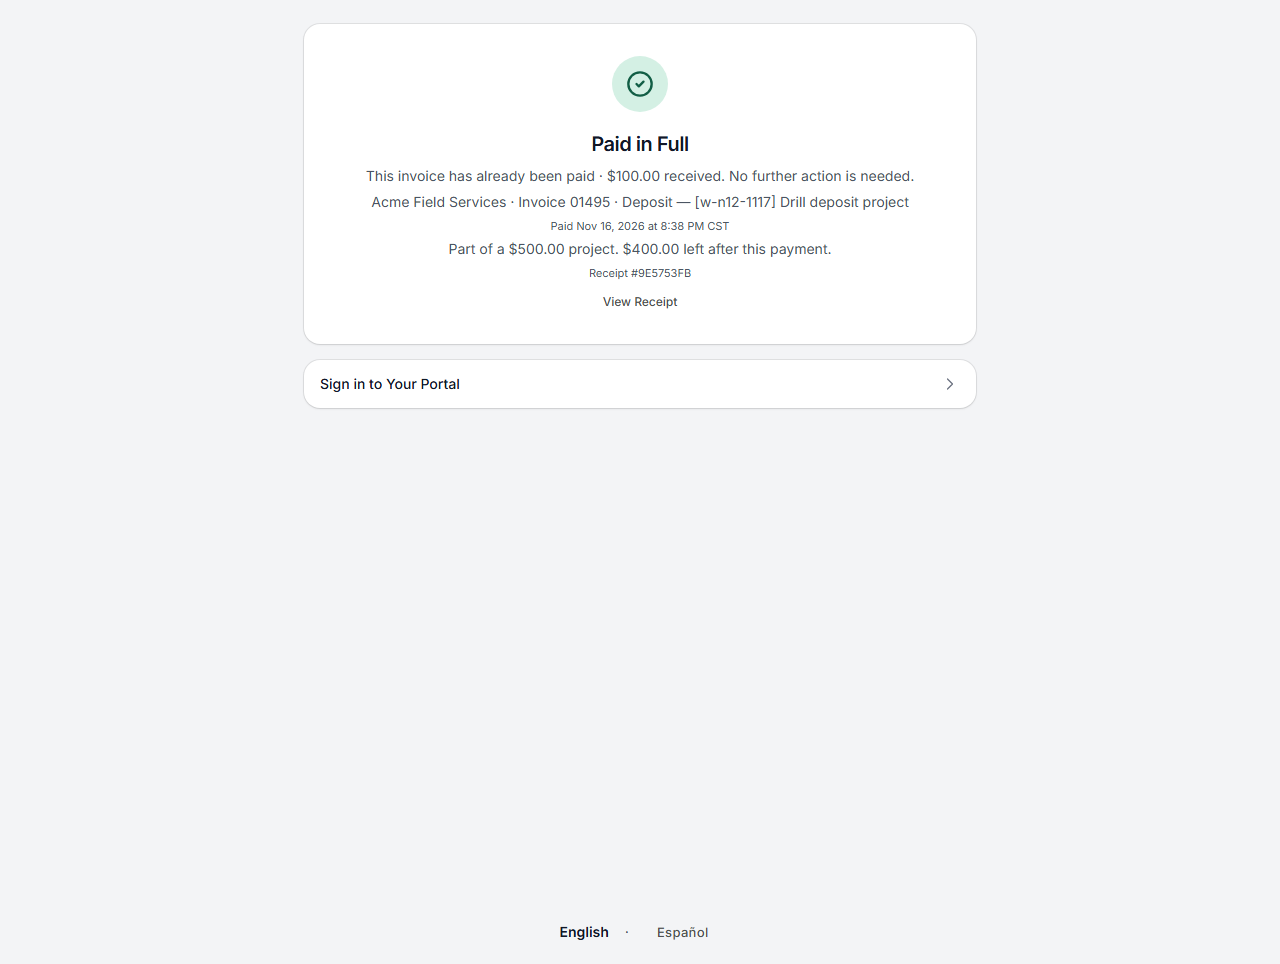 Paid in Full
This invoice has already been paid · $100.00 received. No further action is needed.
Acme Field Services · Invoice 01495 · Deposit — [w-n12-1117] Drill deposit project
Paid Nov 16, 2026 at 8:38 PM CST
Part of a $500.00 project. $400.00 left after this payment.
Receipt #9E5753FB
View Receipt
Sign in to Your Portal
English · Español